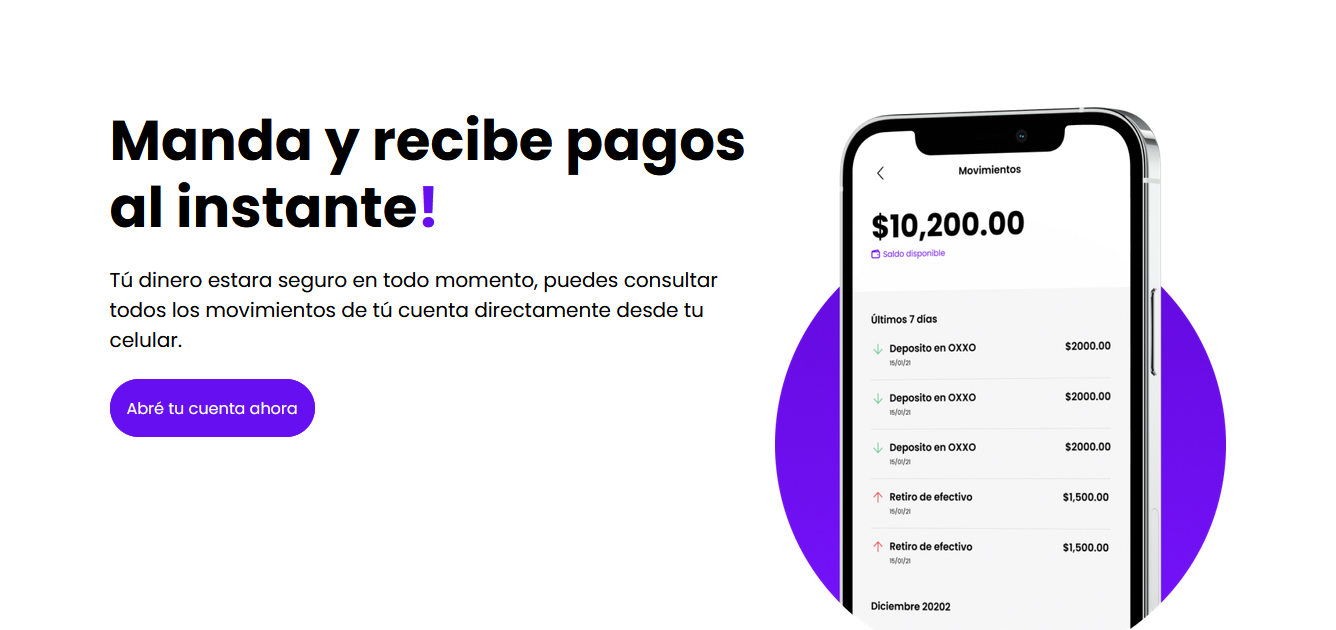 Manda y recibe pagos
al instante!
Tú dinero estara seguro en todo momento, puedes consultar
todos los movimientos de tú cuenta directamente desde tu
celular.
Abré tu cuenta ahora
Movimientos
$10,200.00
Saldo disponible
Últimos 7 días
Deposito en OXXO $2000.00
15/01/21
Deposito en OXXO $2000.00
15/01/21
Deposito en OXXO $2000.00
15/01/21
Retiro de efectivo $1,500.00
15/01/21
Retiro de efectivo $1,500.00
15/01/21
Diciembre 20202